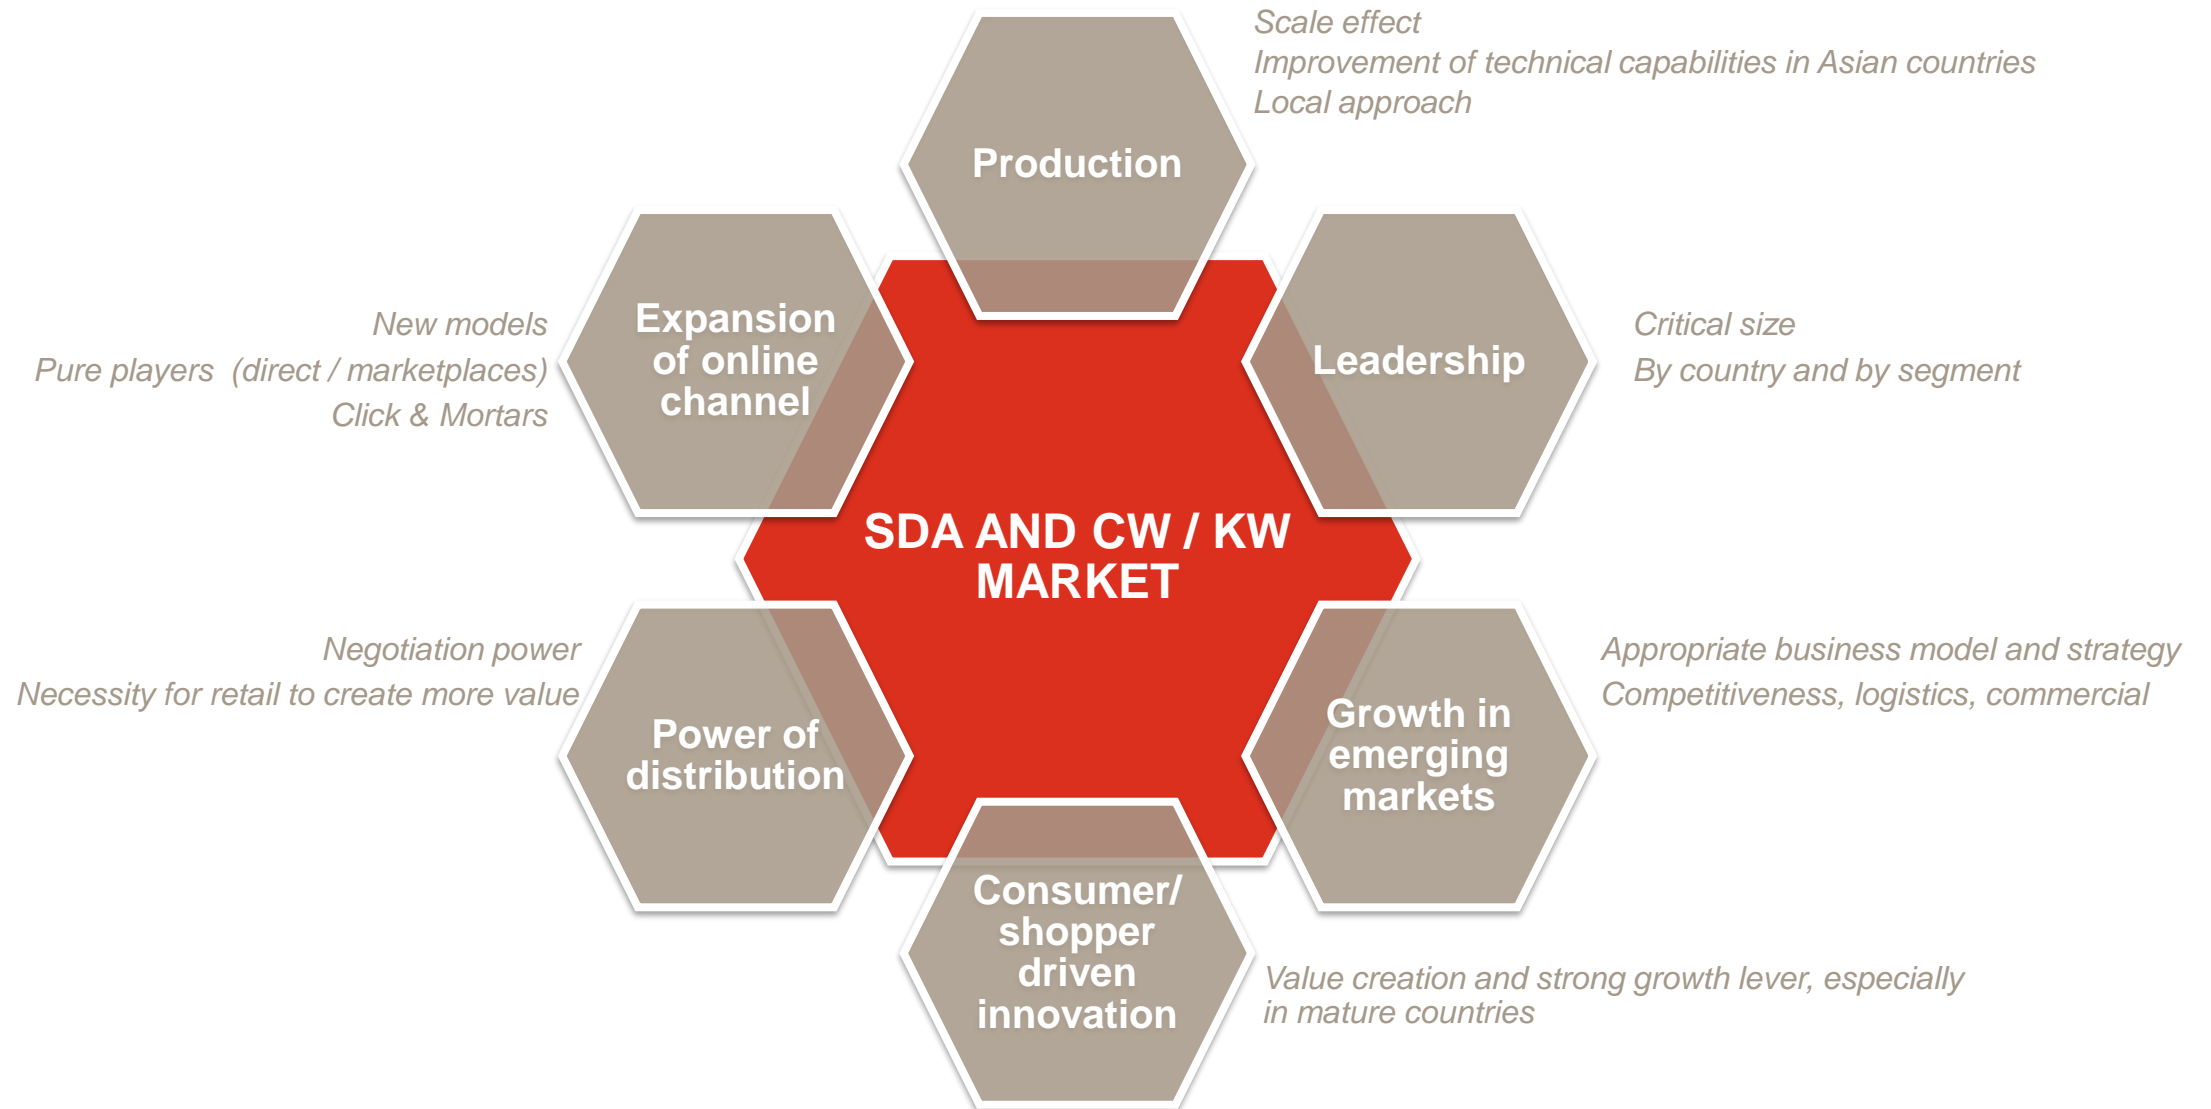 Scale effect
Improvement of technical capabilities in Asian countries
Local approach
Production
Expansion
of online
channel
New models
Pure players  (direct / marketplaces)
Click & Mortars
Leadership
Critical size
By country and by segment
SDA AND CW / KW
MARKET
Negotiation power
Necessity for retail to create more value
Power of
distribution
Growth in
emerging
markets
Appropriate business model and strategy
Competitiveness, logistics, commercial
Consumer/
shopper
driven
innovation
Value creation and strong growth lever, especially
in mature countries